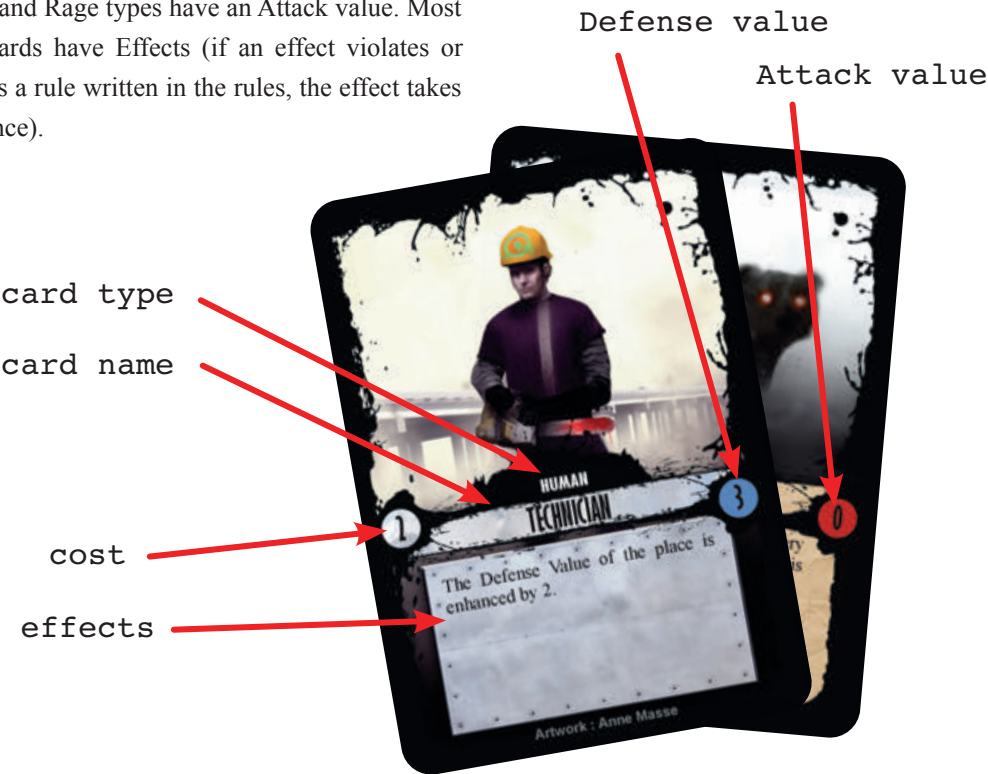 and Rage types have an Attack value. Most
ards have Effects (if an effect violates or
s a rule written in the rules, the effect takes
nce).
Defense value
Attack value
card type
card name
cost
effects
HUMAN
TECHNICIAN
1
3
0
The Defense Value of the place is
enhanced by 2.
ry
is
Artwork : Anne Masse